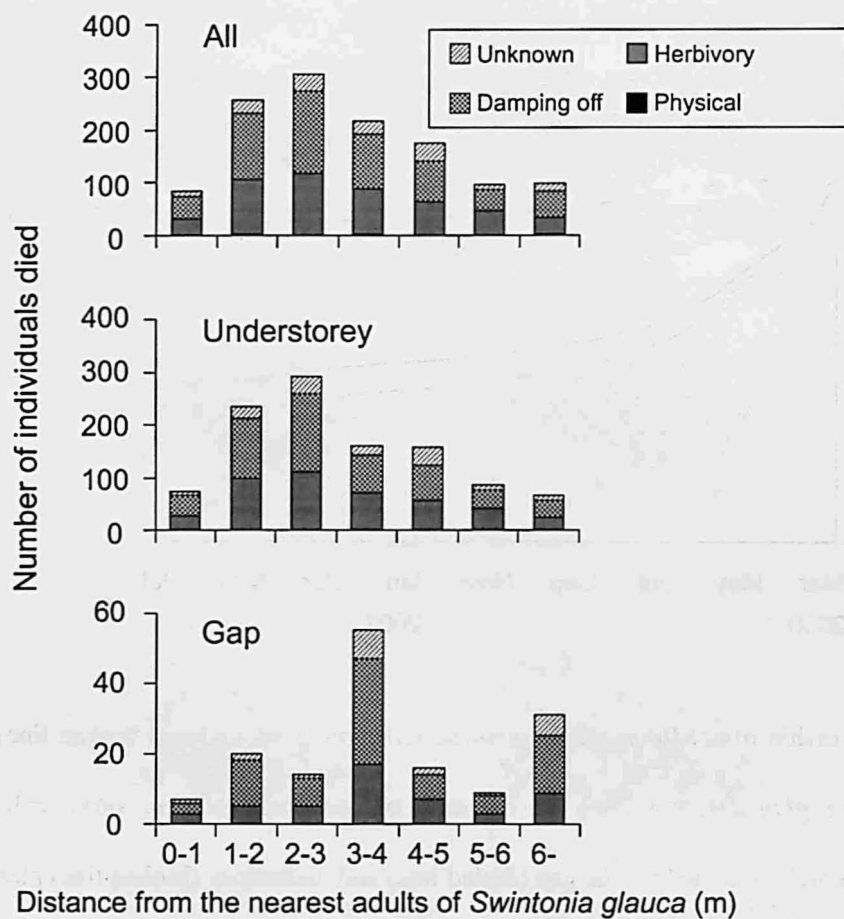 Number of individuals died
All
Unknown
Herbivory
Damping off
Physical
400
300
200
100
0
Understorey
400
300
200
100
0
Gap
60
40
20
0
0-1 1-2 2-3 3-4 4-5 5-6 6-
Distance from the nearest adults of Swintonia glauca (m)